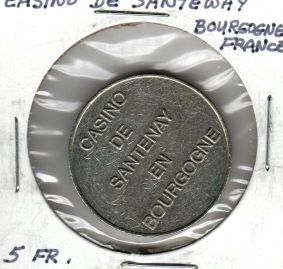 CASINO DE SANTEWAY
BOURGOGNE
FRANCE
CASINO
DE
SANTENAY
EN
BOURGOGNE
5 FR.